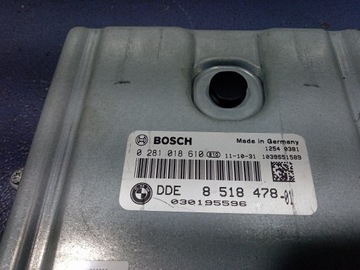 BOSCH
Made in Germany
1254 0381
0 281 018 610 11-10-31 1039S51589
DDE 8 518 478-01
030195596